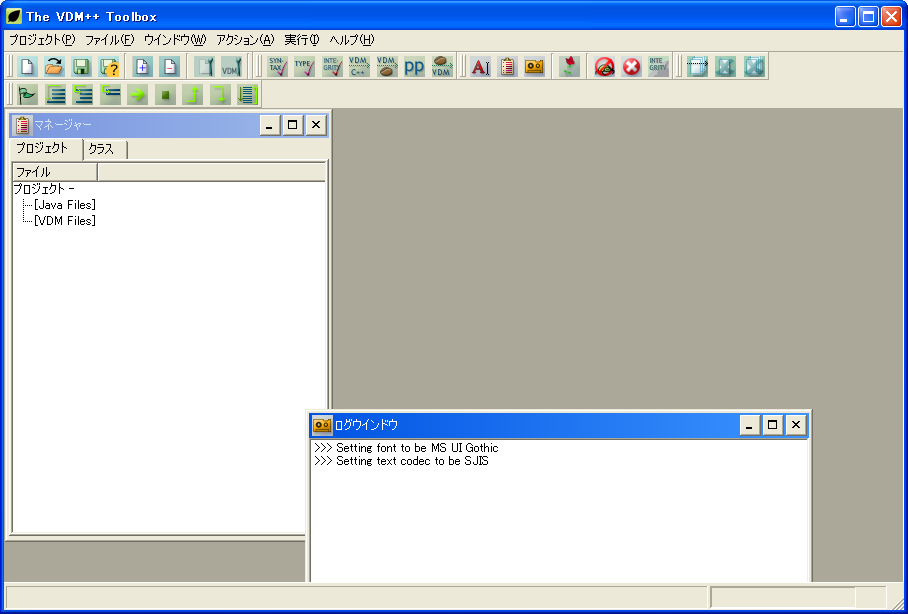 The VDM++ Toolbox
プロジェクト(P) ファイル(F) ウインドウ(W) アクション(A) 実行(I) ヘルプ(H)
SYN-TAX TYPE INTE-GRITY VDM C++ VDM PP VDM AI INTE GRITY
VDM
マネージャー
プロジェクト クラス
ファイル
プロジェクト -
[Java Files]
[VDM Files]
ログウインドウ
>>> Setting font to be MS UI Gothic
>>> Setting text codec to be SJIS